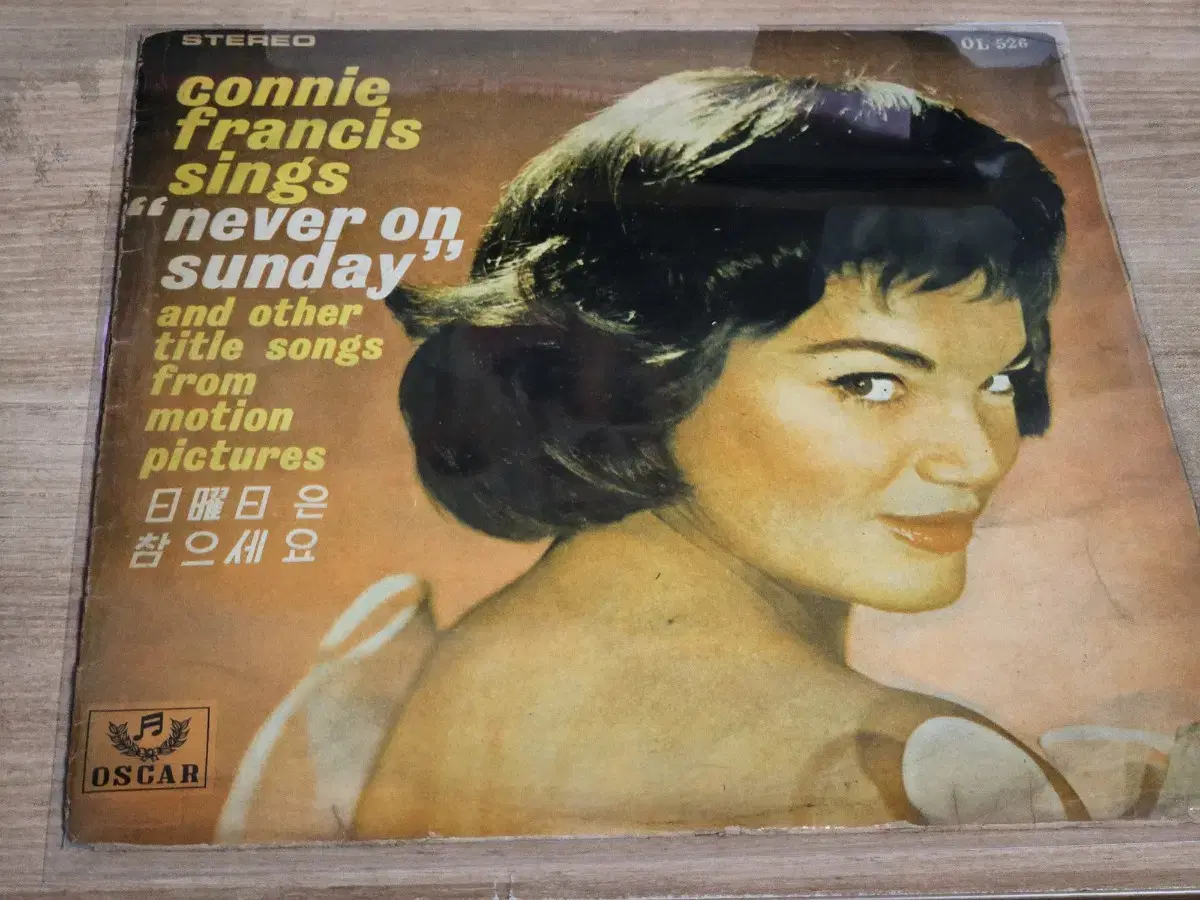 STEREO
OL 526
connie
francis
sings
“never on
sunday”
and other
title songs
from
motion
pictures
日曜日은
참으세요
OSCAR